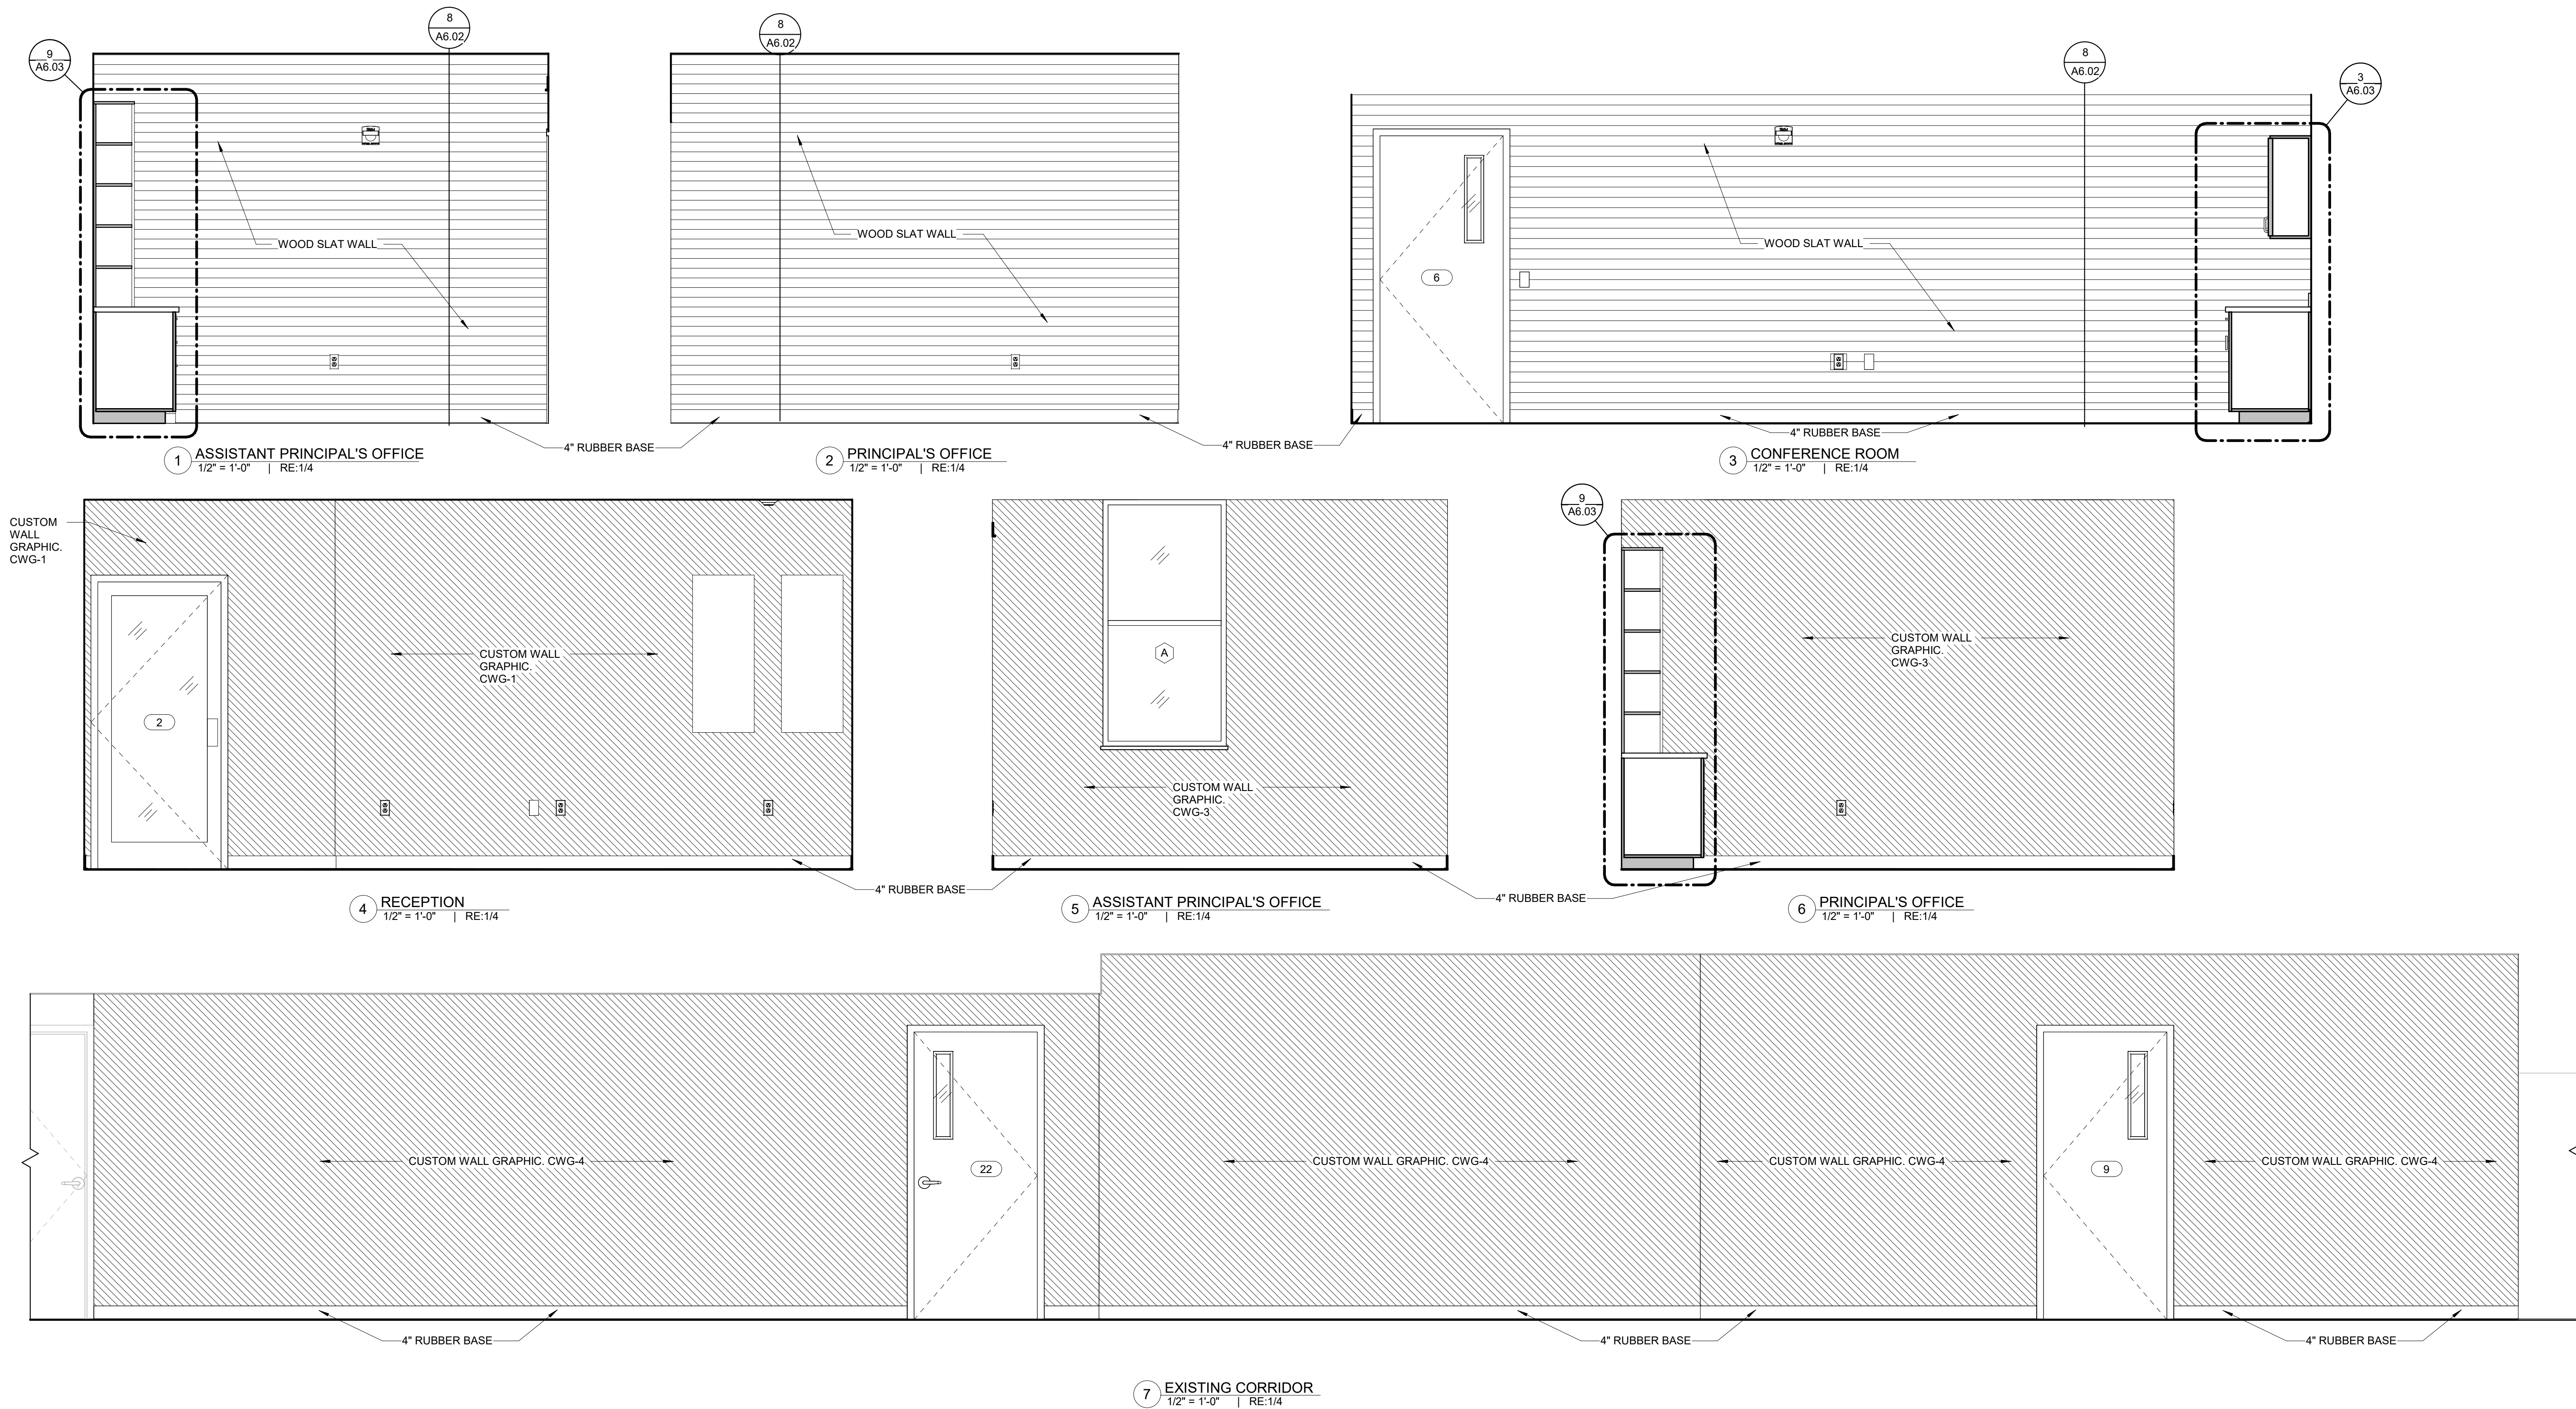 8
A6.02
9
A6.03
WOOD SLAT WALL
4" RUBBER BASE
1 ASSISTANT PRINCIPAL'S OFFICE
1/2" = 1'-0" | RE:1/4
8
A6.02
WOOD SLAT WALL
4" RUBBER BASE
2 PRINCIPAL'S OFFICE
1/2" = 1'-0" | RE:1/4
8
A6.02
3
A6.03
WOOD SLAT WALL
6
4" RUBBER BASE
3 CONFERENCE ROOM
1/2" = 1'-0" | RE:1/4
CUSTOM
WALL
GRAPHIC.
CWG-1
CUSTOM WALL
GRAPHIC.
CWG-1
2
4" RUBBER BASE
4 RECEPTION
1/2" = 1'-0" | RE:1/4
A
CUSTOM WALL
GRAPHIC.
CWG-3
4" RUBBER BASE
5 ASSISTANT PRINCIPAL'S OFFICE
1/2" = 1'-0" | RE:1/4
9
A6.03
CUSTOM WALL
GRAPHIC.
CWG-3
6 PRINCIPAL'S OFFICE
1/2" = 1'-0" | RE:1/4
CUSTOM WALL GRAPHIC. CWG-4
22
CUSTOM WALL GRAPHIC. CWG-4
CUSTOM WALL GRAPHIC. CWG-4
9
CUSTOM WALL GRAPHIC. CWG-4
4" RUBBER BASE
4" RUBBER BASE
4" RUBBER BASE
7 EXISTING CORRIDOR
1/2" = 1'-0" | RE:1/4